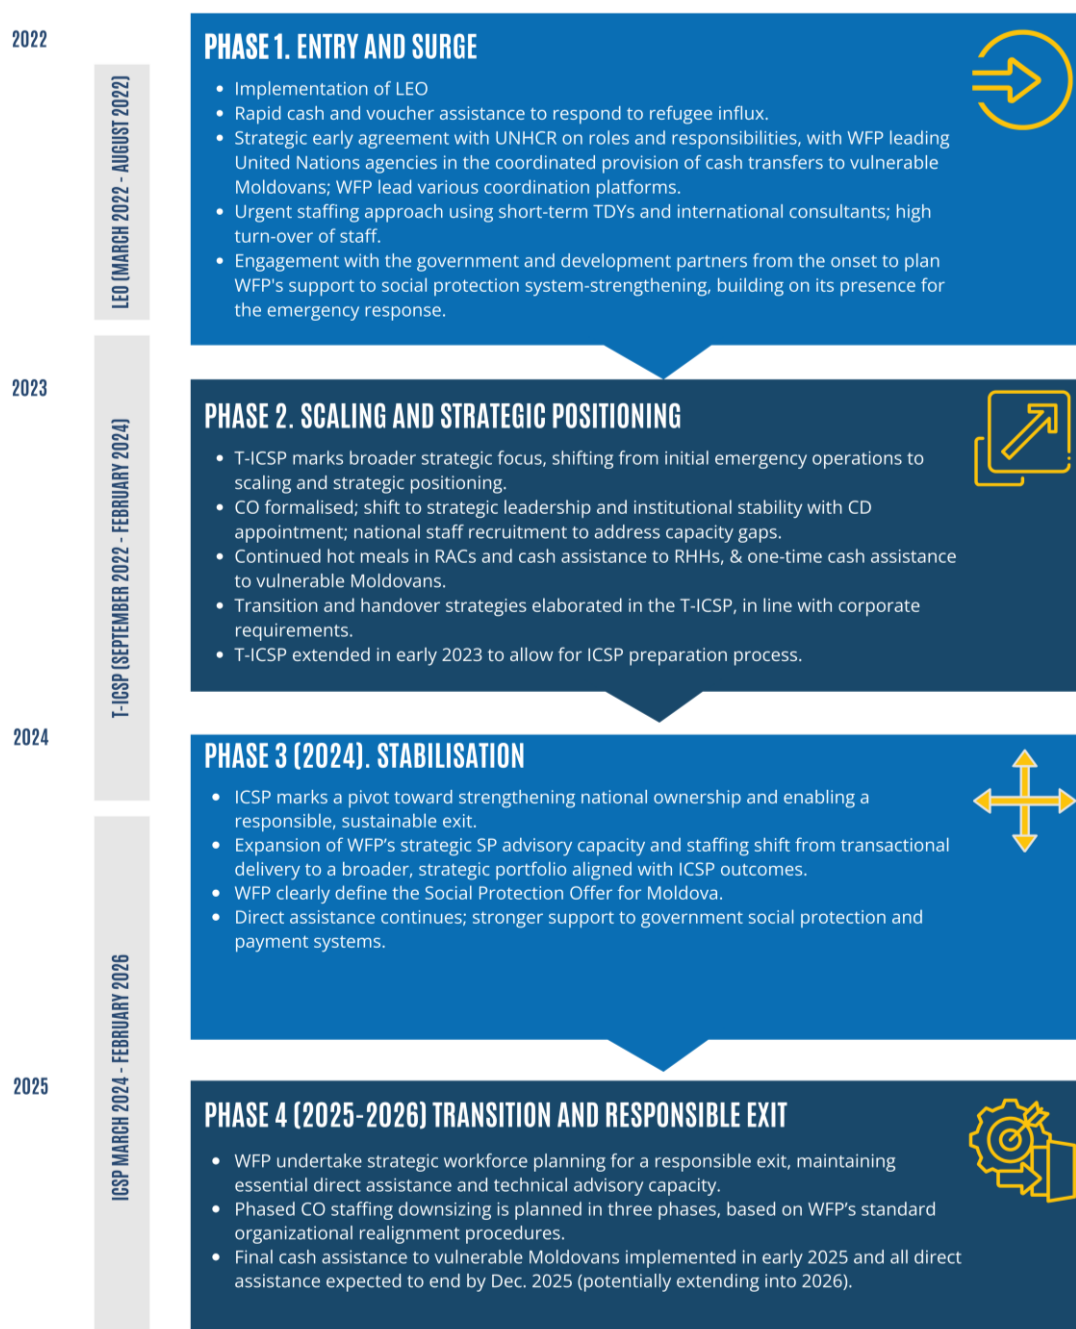 2022
LEO (MARCH 2022 - AUGUST 2022)
PHASE 1. ENTRY AND SURGE
• Implementation of LEO
• Rapid cash and voucher assistance to respond to refugee influx.
• Strategic early agreement with UNHCR on roles and responsibilities, with WFP leading
United Nations agencies in the coordinated provision of cash transfers to vulnerable
Moldovans; WFP lead various coordination platforms.
• Urgent staffing approach using short-term TDYs and international consultants; high
turn-over of staff.
• Engagement with the government and development partners from the onset to plan
WFP's support to social protection system-strengthening, building on its presence for
the emergency response.
2023
T-ICSP (SEPTEMBER 2022 - FEBRUARY 2024)
PHASE 2. SCALING AND STRATEGIC POSITIONING
• T-ICSP marks broader strategic focus, shifting from initial emergency operations to
scaling and strategic positioning.
• CO formalised; shift to strategic leadership and institutional stability with CD
appointment; national staff recruitment to address capacity gaps.
• Continued hot meals in RACs and cash assistance to RHHs, & one-time cash assistance
to vulnerable Moldovans.
• Transition and handover strategies elaborated in the T-ICSP, in line with corporate
requirements.
• T-ICSP extended in early 2023 to allow for ICSP preparation process.
2024
PHASE 3 (2024). STABILISATION
• ICSP marks a pivot toward strengthening national ownership and enabling a
responsible, sustainable exit.
• Expansion of WFP’s strategic SP advisory capacity and staffing shift from transactional
delivery to a broader, strategic portfolio aligned with ICSP outcomes.
• WFP clearly define the Social Protection Offer for Moldova.
• Direct assistance continues; stronger support to government social protection and
payment systems.
ICSP MARCH 2024 - FEBRUARY 2026
2025
PHASE 4 (2025-2026) TRANSITION AND RESPONSIBLE EXIT
• WFP undertake strategic workforce planning for a responsible exit, maintaining
essential direct assistance and technical advisory capacity.
• Phased CO staffing downsizing is planned in three phases, based on WFP’s standard
organizational realignment procedures.
• Final cash assistance to vulnerable Moldovans implemented in early 2025 and all direct
assistance expected to end by Dec. 2025 (potentially extending into 2026).